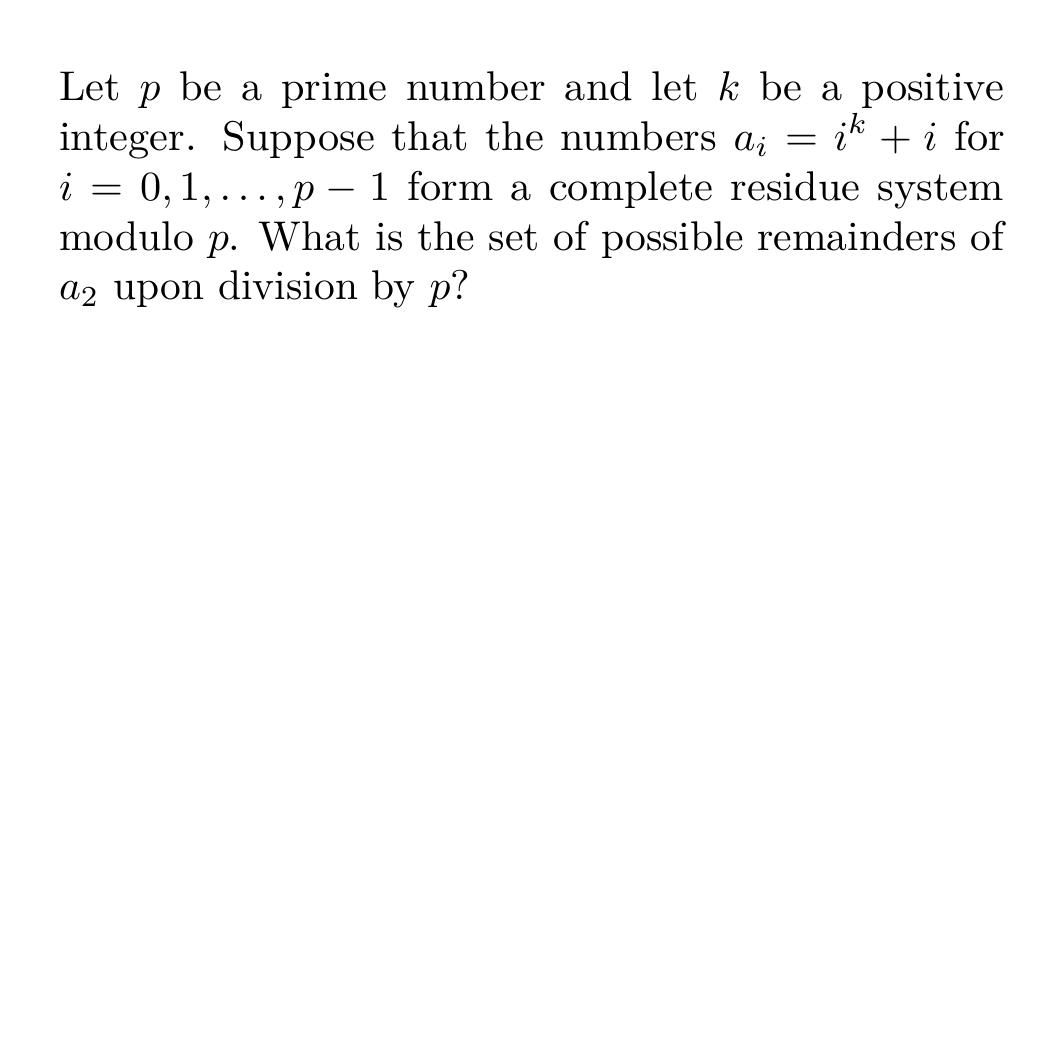 Let p be a prime number and let k be a positive
integer. Suppose that the numbers a_i = i^k + i for
i = 0, 1, . . . , p − 1 form a complete residue system
modulo p. What is the set of possible remainders of
a_2 upon division by p?